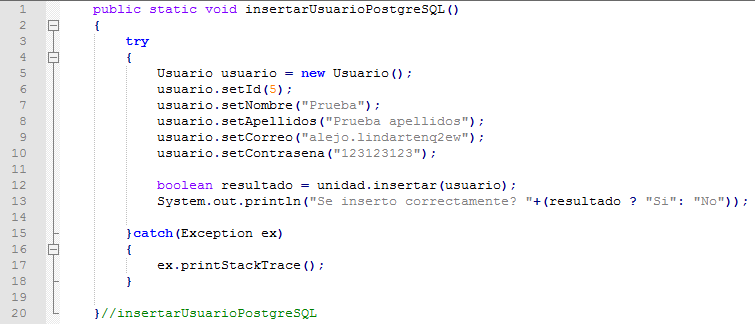 1 public static void insertarUsuarioPostgreSQL()
2 {
3 try
4 {
5 Usuario usuario = new Usuario();
6 usuario.setId(5);
7 usuario.setNombre("Prueba");
8 usuario.setApellidos("Prueba apellidos");
9 usuario.setCorreo("alejo.lindartenq2ew");
10 usuario.setContrasena("123123123");
11
12 boolean resultado = unidad.insertar(usuario);
13 System.out.println("Se inserto correctamente? "+(resultado ? "Si": "No"));
14
15 }catch(Exception ex)
16 {
17 ex.printStackTrace();
18 }
19
20 }//insertarUsuarioPostgreSQL